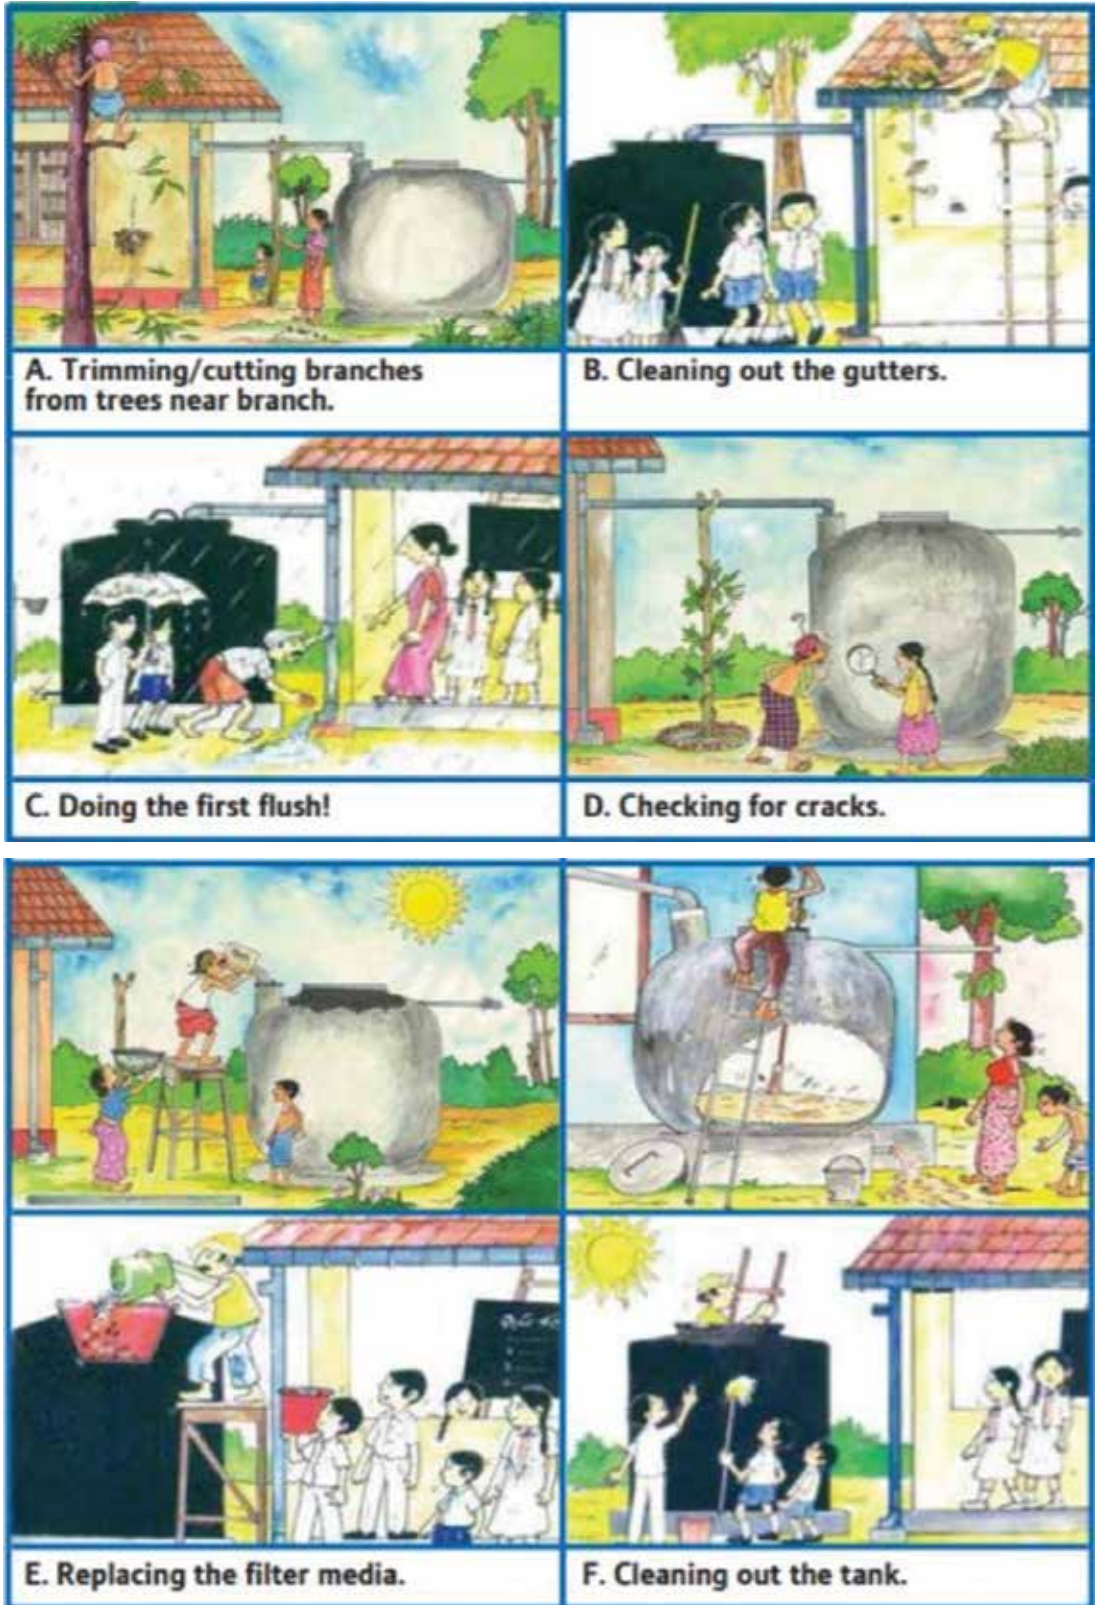 A. Trimming/cutting branches
from trees near branch.
B. Cleaning out the gutters.
C. Doing the first flush!
D. Checking for cracks.
E. Replacing the filter media.
F. Cleaning out the tank.